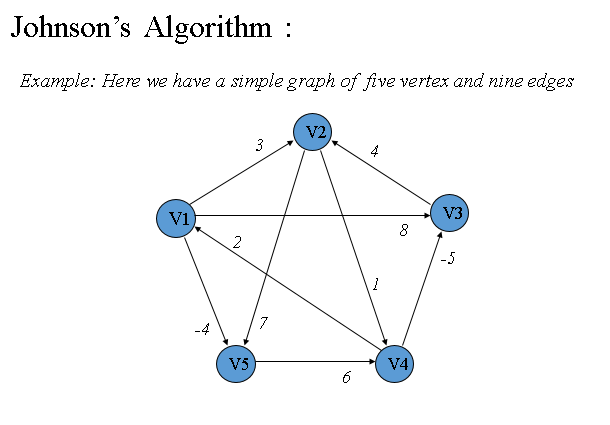 Johnson's Algorithm :
Example: Here we have a simple graph of five vertex and nine edges
V2
3
4
V1
V3
8
2
-5
1
-4
7
V5
V4
6